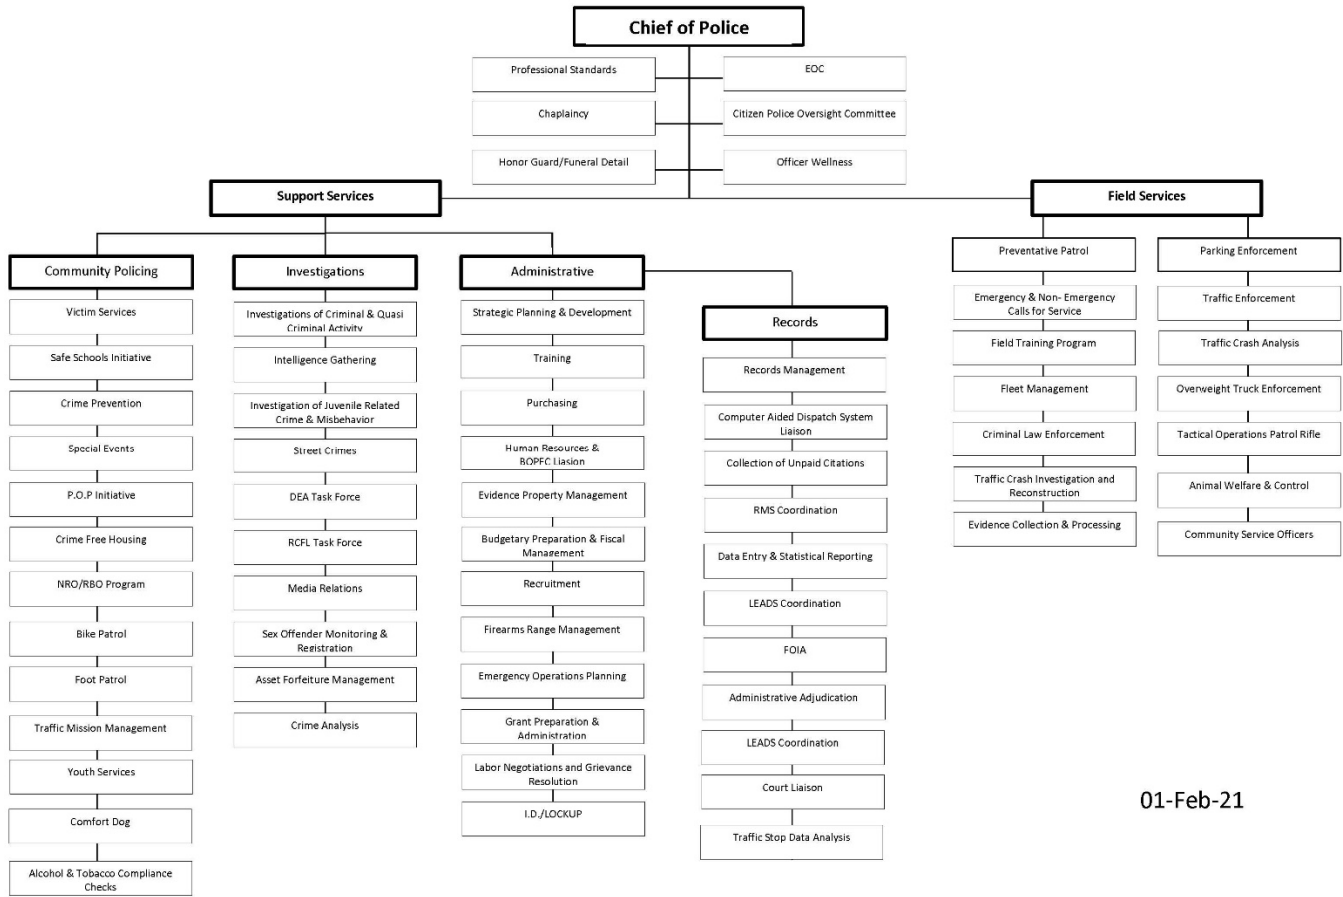 Chief of Police
Professional Standards
EOC
Chaplaincy
Citizen Police Oversight Committee
Honor Guard/Funeral Detail
Officer Wellness
Support Services
Field Services
Community Policing
Victim Services
Safe Schools Initiative
Crime Prevention
Special Events
P.O.P Initiative
Crime Free Housing
NRO/RBO Program
Bike Patrol
Foot Patrol
Traffic Mission Management
Youth Services
Comfort Dog
Alcohol & Tobacco Compliance
Checks
Investigations
Investigations of Criminal & Quasi
Criminal Activity
Intelligence Gathering
Investigation of Juvenile Related
Crime & Misbehavior
Street Crimes
DEA Task Force
RCFL Task Force
Media Relations
Sex Offender Monitoring &
Registration
Asset Forfeiture Management
Crime Analysis
Administrative
Strategic Planning & Development
Training
Purchasing
Human Resources &
BOPFC Liasion
Evidence Property Management
Budgetary Preparation & Fiscal
Management
Recruitment
Firearms Range Management
Emergency Operations Planning
Grant Preparation &
Administration
Labor Negotiations and Grievance
Resolution
I.D./LOCKUP
Records
Records Management
Computer Aided Dispatch System
Liaison
Collection of Unpaid Citations
RMS Coordination
Data Entry & Statistical Reporting
LEADS Coordination
FOIA
Administrative Adjudication
LEADS Coordination
Court Liaison
Traffic Stop Data Analysis
Preventative Patrol
Emergency & Non- Emergency
Calls for Service
Field Training Program
Fleet Management
Criminal Law Enforcement
Traffic Crash Investigation and
Reconstruction
Evidence Collection & Processing
Parking Enforcement
Traffic Enforcement
Traffic Crash Analysis
Overweight Truck Enforcement
Tactical Operations Patrol Rifle
Animal Welfare & Control
Community Service Officers
01-Feb-21